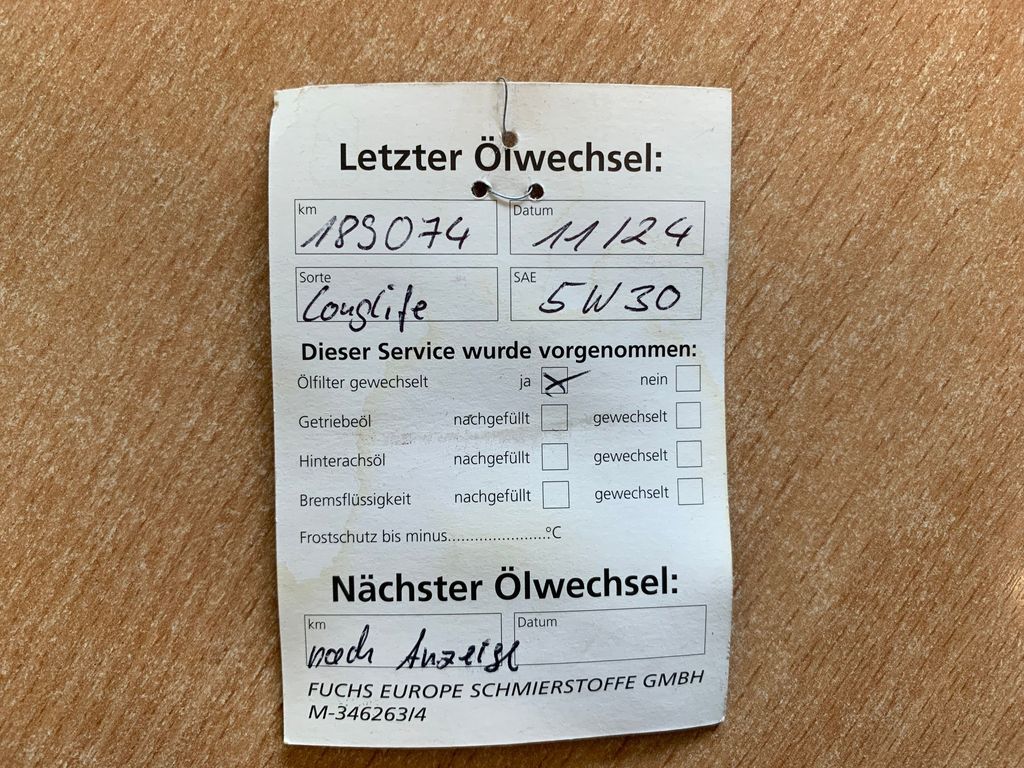 Letzter Ölwechsel:
km Datum
189074 11/24
Sorte SAE
Longlife 5W30
Dieser Service wurde vorgenommen:
Ölfilter gewechselt ja nein
Getriebeöl nachgefüllt gewechselt
Hinterachsöl nachgefüllt gewechselt
Bremsflüssigkeit nachgefüllt gewechselt
Frostschutz bis minus......................°C
Nächster Ölwechsel:
km Datum
nach Anzeige
FUCHS EUROPE SCHMIERSTOFFE GMBH
M-346263/4